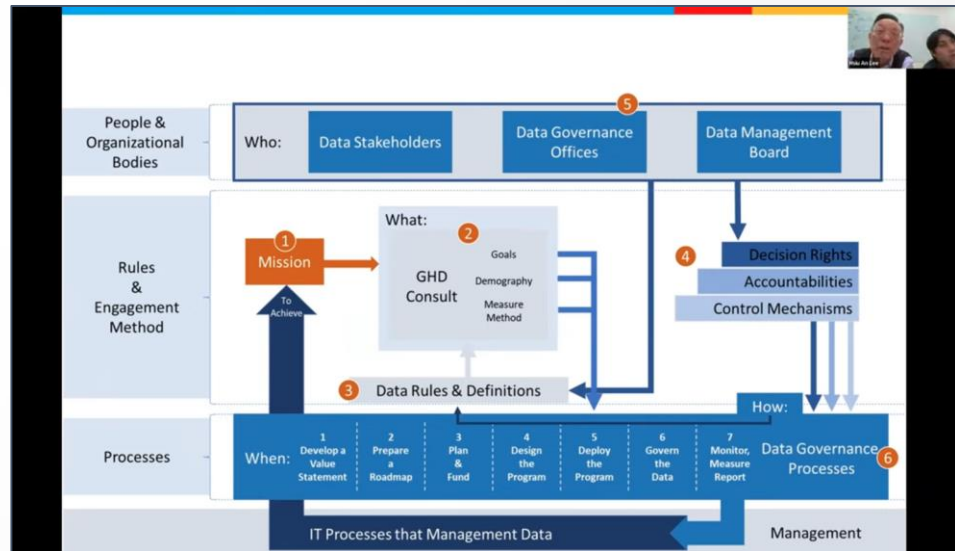 People &
Organizational
Bodies
Who:
Data Stakeholders
5
Data Governance
Offices
Data Management
Board
Rules
&
Engagement
Method
1
Mission
To
Achieve
What:
2
GHD
Consult
Goals
Demography
Measure
Method
3
Data Rules & Definitions
4
Decision Rights
Accountabilities
Control Mechanisms
How:
Processes
When:
1
Develop a
Value
Statement
2
Prepare
a
Roadmap
3
Plan
&
Fund
4
Design
the
Program
5
Deploy
the
Program
6
Govern
the
Data
7
Monitor,
Measure
Report
Data Governance
Processes
6
IT Processes that Management Data
Management